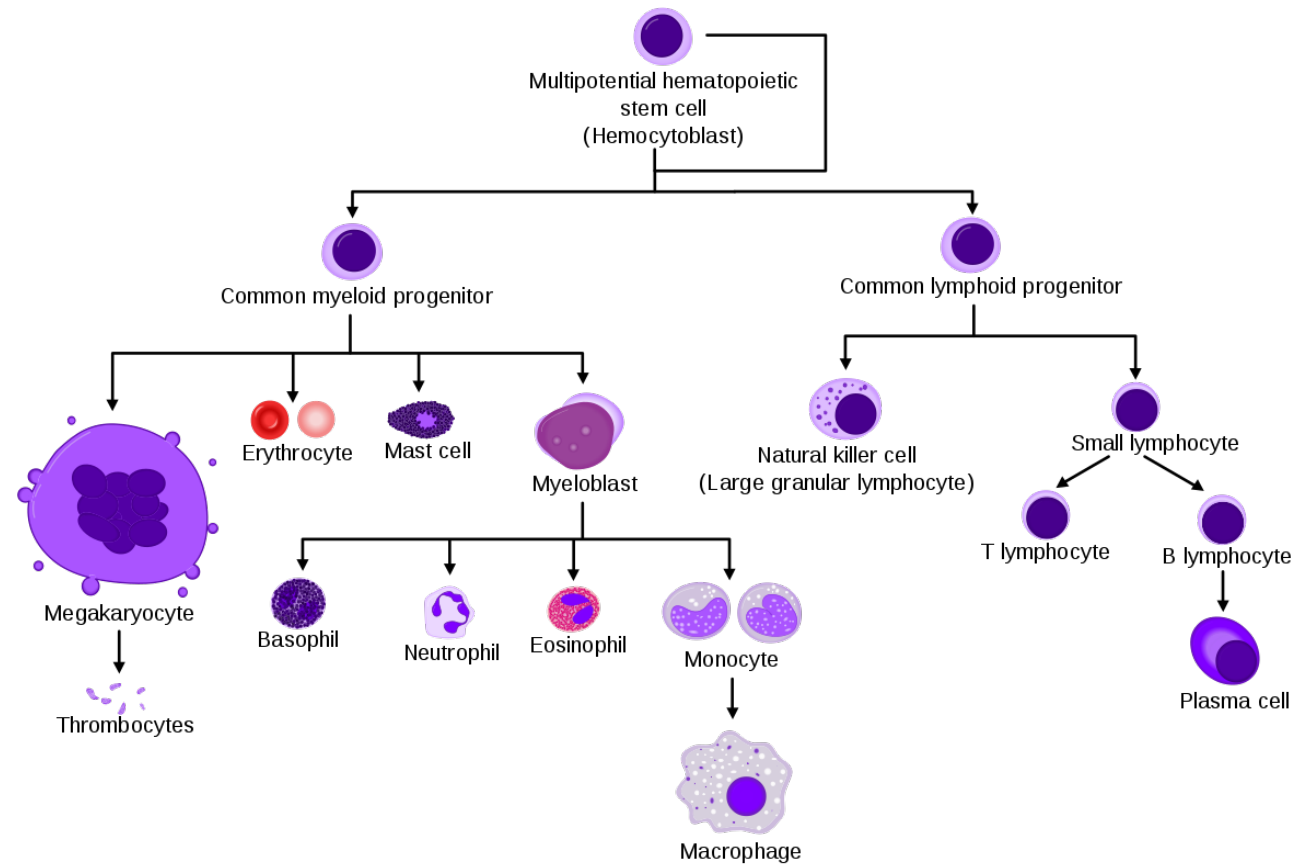 Multipotential hematopoietic
stem cell
(Hemocytoblast)
Common myeloid progenitor
Common lymphoid progenitor
Erythrocyte
Mast cell
Myeloblast
Natural killer cell
(Large granular lymphocyte)
Small lymphocyte
T lymphocyte
B lymphocyte
Megakaryocyte
Basophil
Neutrophil
Eosinophil
Monocyte
Plasma cell
Thrombocytes
Macrophage